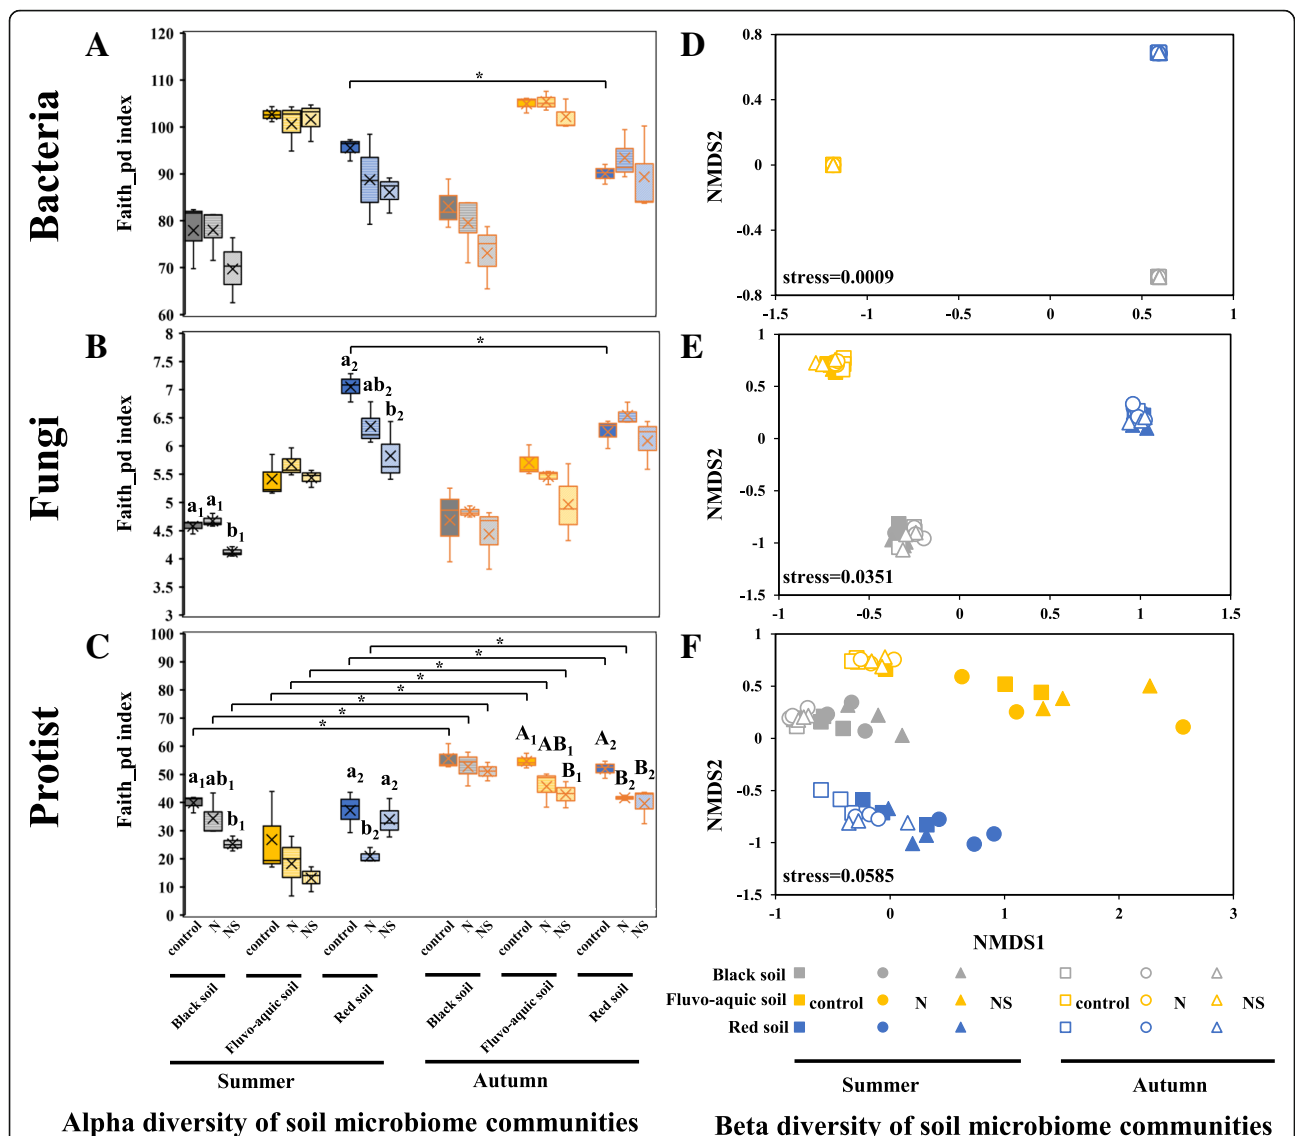 A
Bacteria
Faith_pd index
120
110
100
90
80
70
60
*
D
NMDS2
0.8
0.4
0
-0.4
-0.8
stress=0.0009
-1.5
-1
-0.5
0
0.5
1
B
Fungi
Faith_pd index
8
7.5
7
6.5
6
5.5
5
4.5
4
3.5
3
a1 a1 b1
a2 ab2 b2
*
E
NMDS2
1
0.5
0
-0.5
-1
-1.5
stress=0.0351
-1
-0.5
0
0.5
1
1.5
C
Protist
Faith_pd index
100
90
80
70
60
50
40
30
20
10
0
*
*
*
*
*
*
*
*
a1 ab1 b1
a2 b2 a2
A1 AB1 B1
A2 B2 B2
control N NS control N NS control N NS control N NS control N NS control N NS
Black soil Fluvo-aquic soil Red soil Black soil Fluvo-aquic soil Red soil
Summer Autumn
Alpha diversity of soil microbiome communities
F
NMDS2
1
0.5
0
-0.5
-1
-1.5
stress=0.0585
-1
0
1
2
3
NMDS1
Black soil
Fluvo-aquic soil control N NS control N NS
Red soil
Summer Autumn
Beta diversity of soil microbiome communities